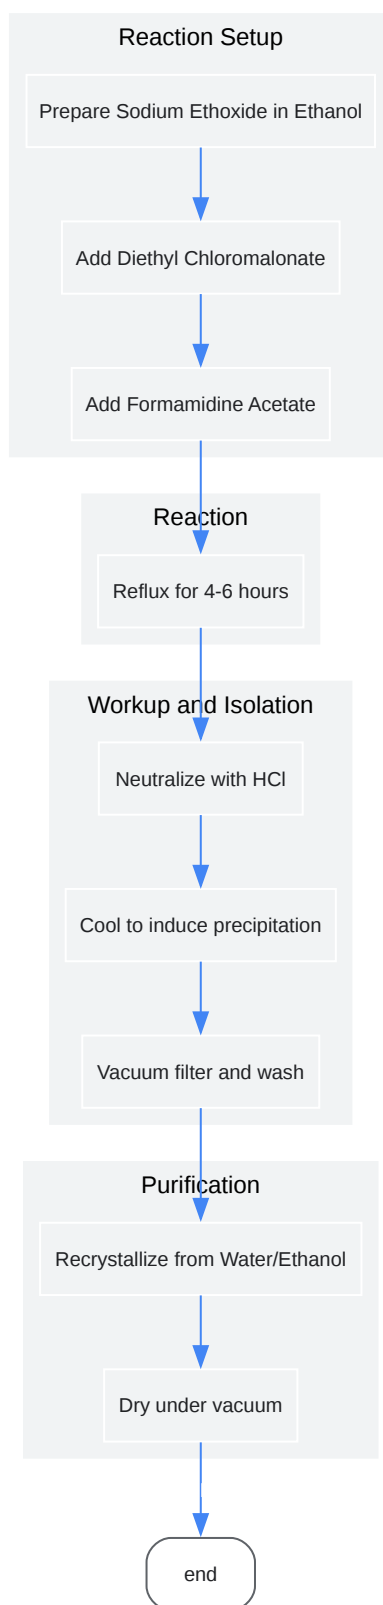 Reaction Setup
Prepare Sodium Ethoxide in Ethanol
Add Diethyl Chloromalonate
Add Formamidine Acetate
Reaction
Reflux for 4-6 hours
Workup and Isolation
Neutralize with HCl
Cool to induce precipitation
Vacuum filter and wash
Purification
Recrystallize from Water/Ethanol
Dry under vacuum
end